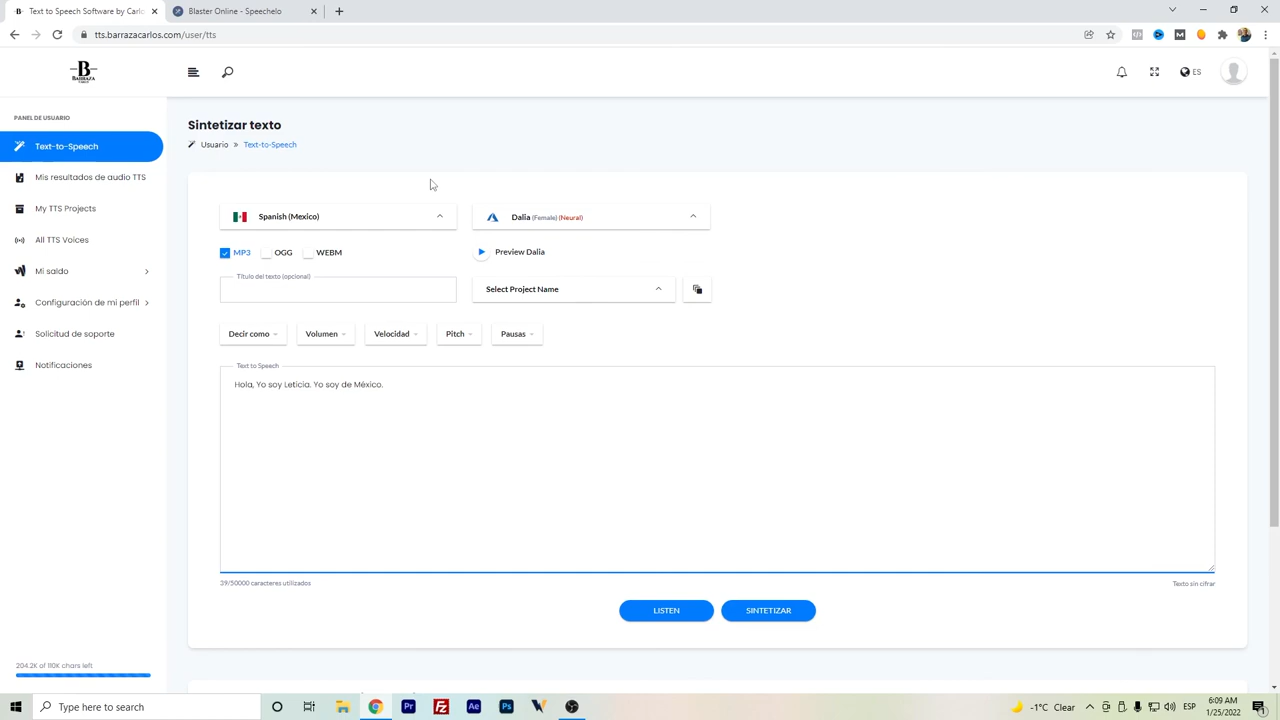 Text to Speech Software by Carlo
Blaster Online - Speechelo
tts.barrazacarlos.com/user/tts
B
BARRAZA
ES
PANEL DE USUARIO
Text-to-Speech
Mis resultados de audio TTS
My TTS Projects
All TTS Voices
Mi saldo
Configuración de mi perfil
Solicitud de soporte
Notificaciones
204.2K of 110K chars left
Sintetizar texto
Usuario » Text-to-Speech
Spanish (Mexico)
Dalia (Female) (Neural)
MP3 OGG WEBM
Preview Dalia
Título del texto (opcional)
Select Project Name
Decir como Volumen Velocidad Pitch Pausas
Text to Speech
Hola, Yo soy Leticia. Yo soy de México.
39/50000 caracteres utilizados
Texto sin cifrar
LISTEN SINTETIZAR
Type here to search
Pr
Fz
Ae
Ps
-1°C Clear
ESP
6:09 AM
1/25/2022